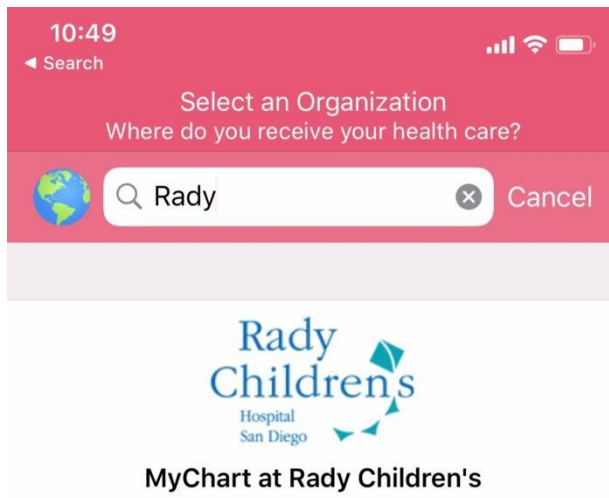 10:49
◀ Search
Select an Organization
Where do you receive your health care?
Rady
Cancel
Rady
Children's
Hospital
San Diego
MyChart at Rady Children's